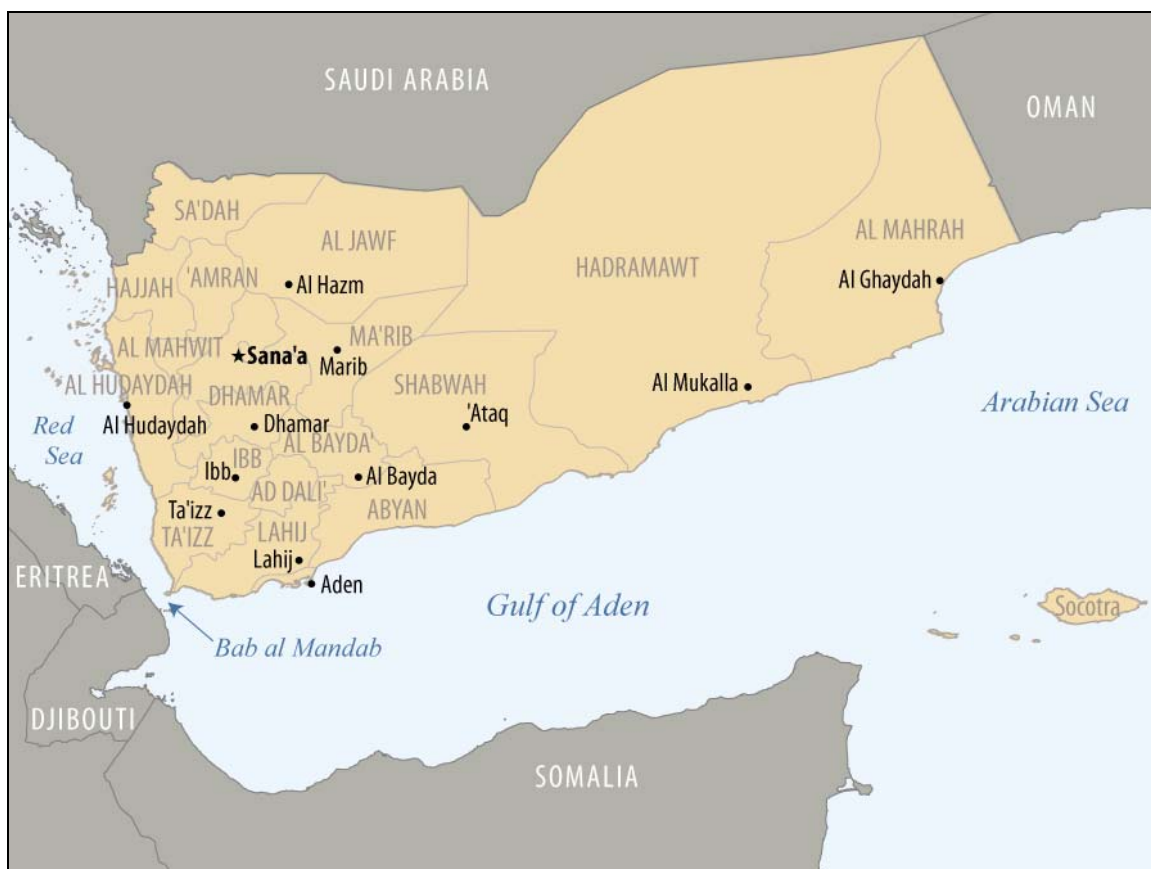 SAUDI ARABIA
OMAN
SA'DAH
AL JAWF
AL MAHRAH
HADRAMAWT
'AMRAN
HAJJAH
Al Hazm
Al Ghaydah
MA'RIB
AL MAHWIT
Sana'a
Marib
AL HUDAYDAH
SHABWAH
Al Mukalla
DHAMAR
Arabian Sea
'Ataq
Red
Sea
Al Hudaydah
Dhamar
AL BAYDA'
IBB
Ibb
Al Bayda
AD DALI'
ABYAN
Ta'izz
TA'IZZ
LAHIJ
Lahij
ERITREA
Aden
Gulf of Aden
Socotra
Bab al Mandab
DJIBOUTI
SOMALIA